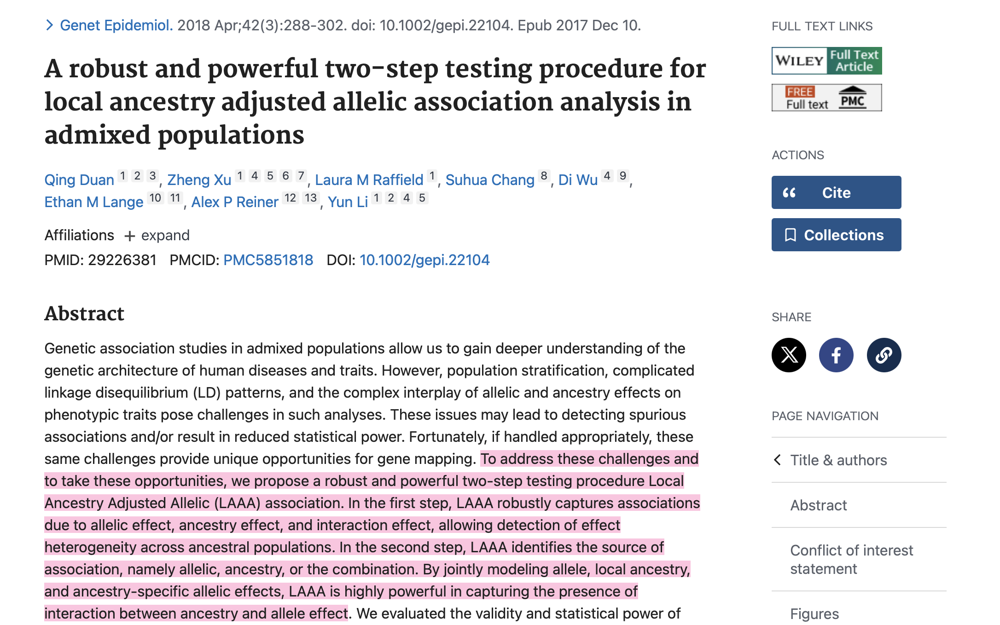 Genet Epidemiol. 2018 Apr;42(3):288-302. doi: 10.1002/gepi.22104. Epub 2017 Dec 10.
A robust and powerful two-step testing procedure for
local ancestry adjusted allelic association analysis in
admixed populations
Qing Duan 1 2 3, Zheng Xu 1 4 5 6 7, Laura M Raffield 1, Suhua Chang 8, Di Wu 4 9,
Ethan M Lange 10 11, Alex P Reiner 12 13, Yun Li 1 2 4 5
Affiliations + expand
PMID: 29226381 PMCID: PMC5851818 DOI: 10.1002/gepi.22104
Abstract
Genetic association studies in admixed populations allow us to gain deeper understanding of the
genetic architecture of human diseases and traits. However, population stratification, complicated
linkage disequilibrium (LD) patterns, and the complex interplay of allelic and ancestry effects on
phenotypic traits pose challenges in such analyses. These issues may lead to detecting spurious
associations and/or result in reduced statistical power. Fortunately, if handled appropriately, these
same challenges provide unique opportunities for gene mapping. To address these challenges and
to take these opportunities, we propose a robust and powerful two-step testing procedure Local
Ancestry Adjusted Allelic (LAAA) association. In the first step, LAAA robustly captures associations
due to allelic effect, ancestry effect, and interaction effect, allowing detection of effect
heterogeneity across ancestral populations. In the second step, LAAA identifies the source of
association, namely allelic, ancestry, or the combination. By jointly modeling allele, local ancestry,
and ancestry-specific allelic effects, LAAA is highly powerful in capturing the presence of
interaction between ancestry and allele effect. We evaluated the validity and statistical power of
FULL TEXT LINKS
WILEY Full Text
Article
FREE
Full text PMC
ACTIONS
Cite
Collections
SHARE
PAGE NAVIGATION
Title & authors
Abstract
Conflict of interest
statement
Figures